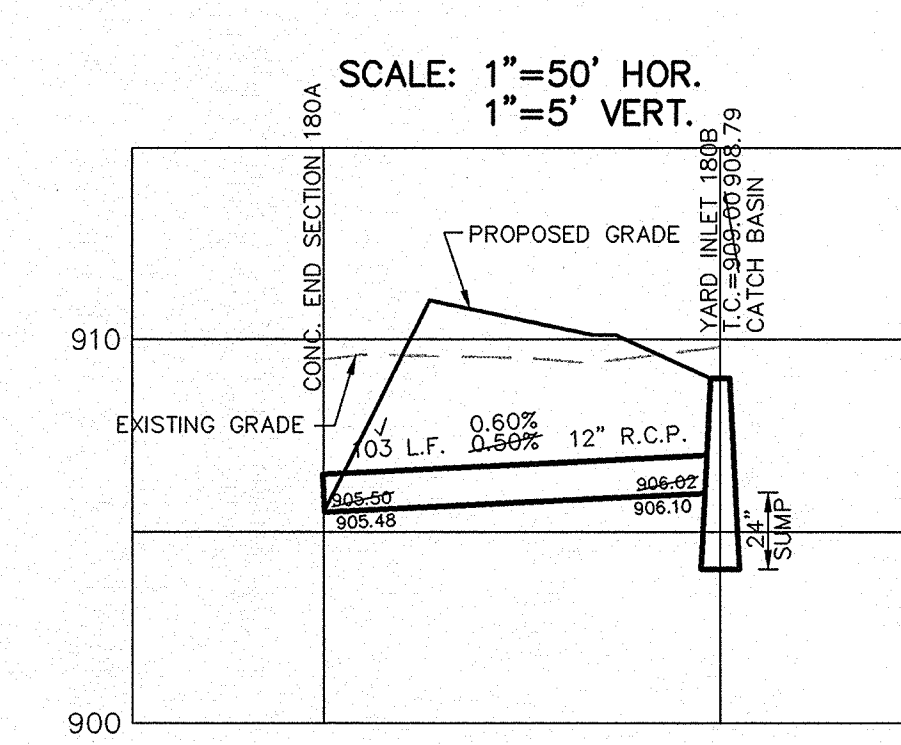 SCALE: 1"=50' HOR.
1"=5' VERT.
CONC. END SECTION 180A
YARD INLET 180B
T.C.=909.00 908.79
CATCH BASIN
PROPOSED GRADE
910
EXISTING GRADE
0.60%
103 L.F. 0.50% 12" R.C.P.
905.50
905.48
906.02
906.10
24"
SUMP
900